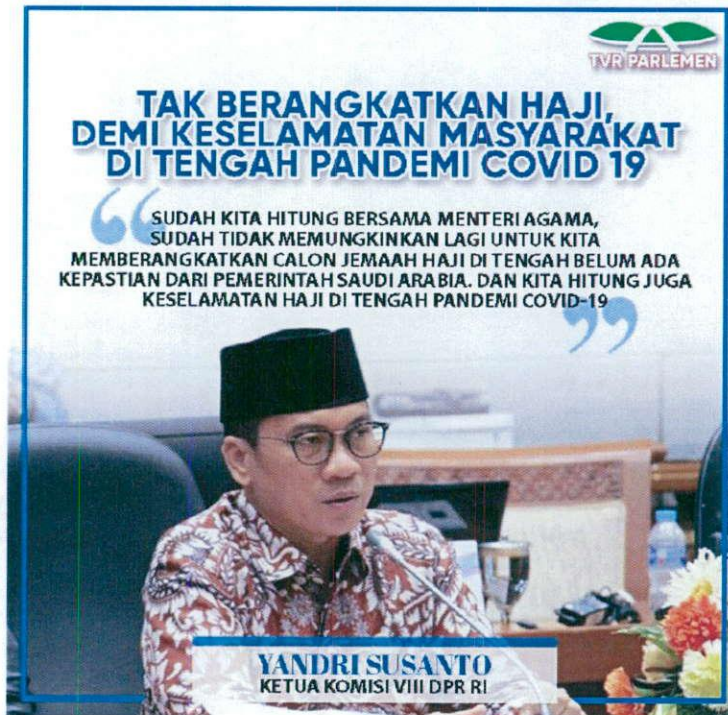 TVR PARLEMEN
TAK BERANGKATKAN HAJI,
DEMI KESELAMATAN MASYARAKAT
DI TENGAH PANDEMI COVID 19
“
SUDAH KITA HITUNG BERSAMA MENTERI AGAMA,
SUDAH TIDAK MEMUNGKINKAN LAGI UNTUK KITA
MEMBERANGKATKAN CALON JEMAAH HAJI DI TENGAH BELUM ADA
KEPASTIAN DARI PEMERINTAH SAUDI ARABIA. DAN KITA HITUNG JUGA
KESELAMATAN HAJI DI TENGAH PANDEMI COVID-19
”
YANDRI SUSANTO
KETUA KOMISI VIII DPR RI